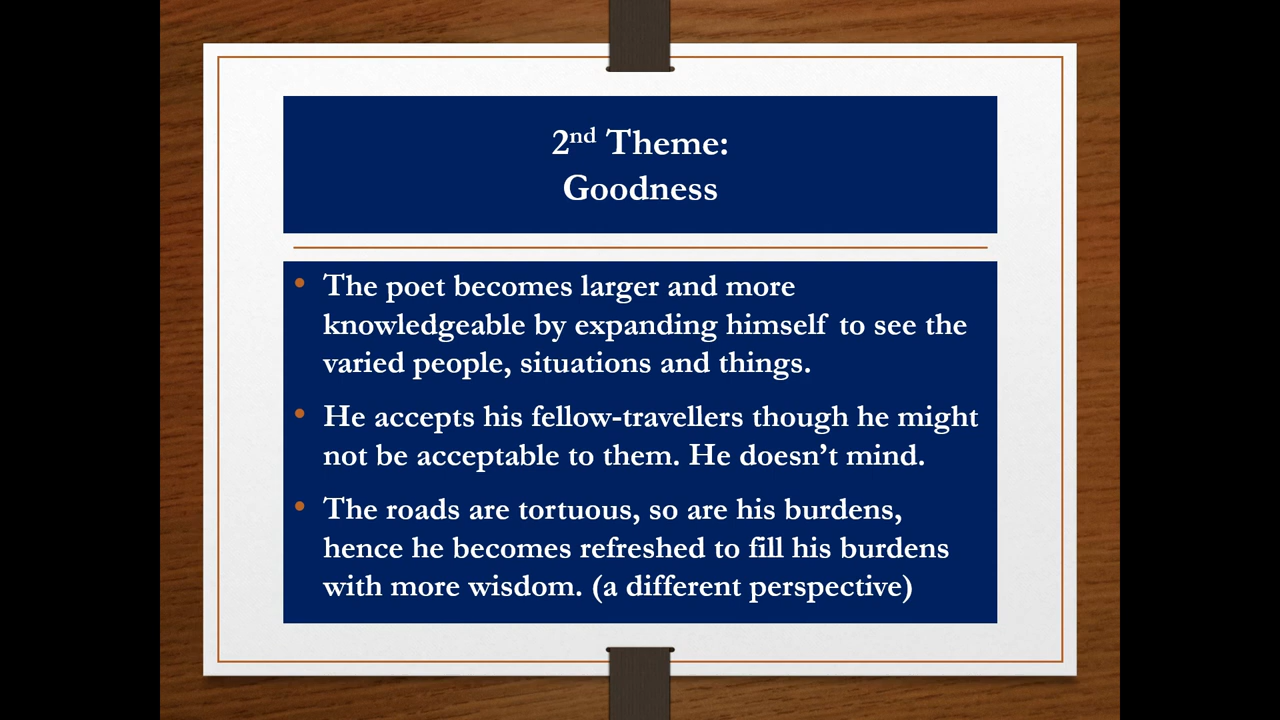 2nd Theme:
Goodness
• The poet becomes larger and more
knowledgeable by expanding himself to see the
varied people, situations and things.
• He accepts his fellow-travellers though he might
not be acceptable to them. He doesn’t mind.
• The roads are tortuous, so are his burdens,
hence he becomes refreshed to fill his burdens
with more wisdom. (a different perspective)